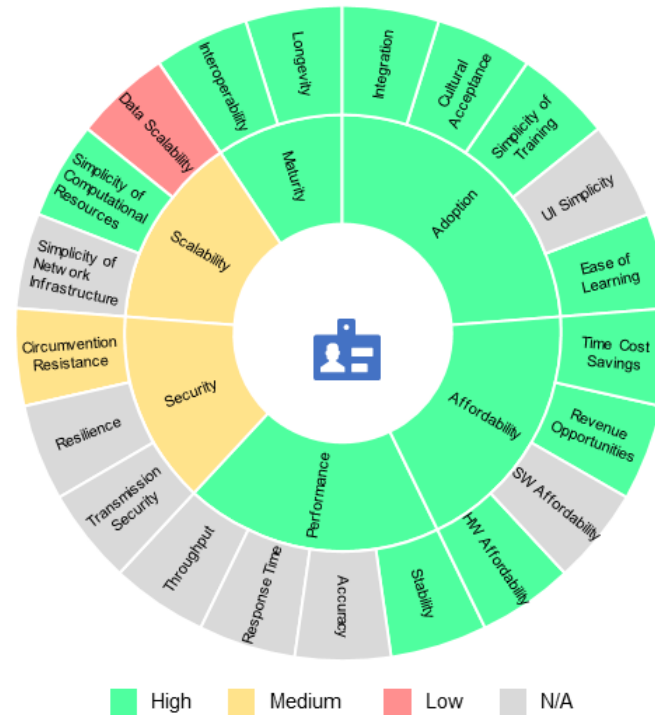 Integration
Cultural
Acceptance
Simplicity of
Training
UI Simplicity
Ease of
Learning
Time Cost
Savings
Revenue
Opportunities
SW Affordability
HW Affordability
Stability
Accuracy
Response Time
Throughput
Transmission
Security
Resilience
Circumvention
Resistance
Simplicity of
Network
Infrastructure
Simplicity of
Computational
Resources
Data Scalability
Interoperability
Longevity
Adoption
Affordability
Performance
Security
Scalability
Maturity
High
Medium
Low
N/A